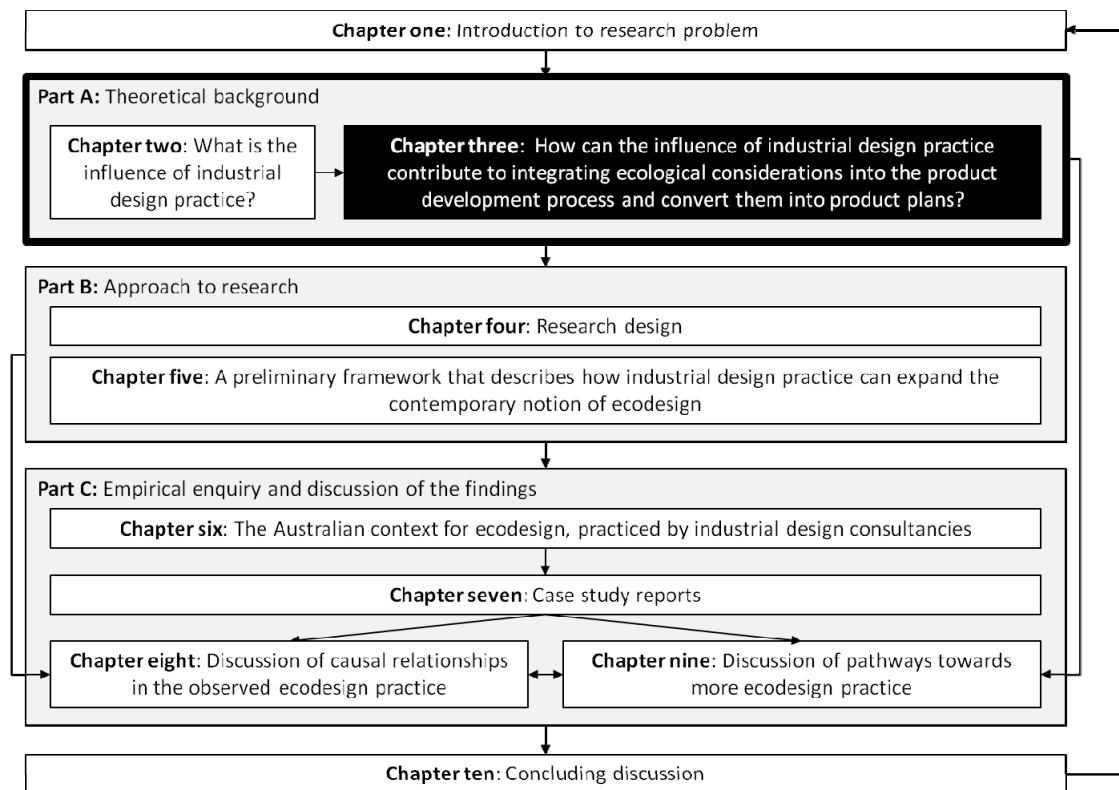 Chapter one: Introduction to research problem
Part A: Theoretical background
Chapter two: What is the
influence of industrial
design practice?
Chapter three: How can the influence of industrial design practice
contribute to integrating ecological considerations into the product
development process and convert them into product plans?
Part B: Approach to research
Chapter four: Research design
Chapter five: A preliminary framework that describes how industrial design practice can expand the
contemporary notion of ecodesign
Part C: Empirical enquiry and discussion of the findings
Chapter six: The Australian context for ecodesign, practiced by industrial design consultancies
Chapter seven: Case study reports
Chapter eight: Discussion of causal relationships
in the observed ecodesign practice
Chapter nine: Discussion of pathways towards
more ecodesign practice
Chapter ten: Concluding discussion